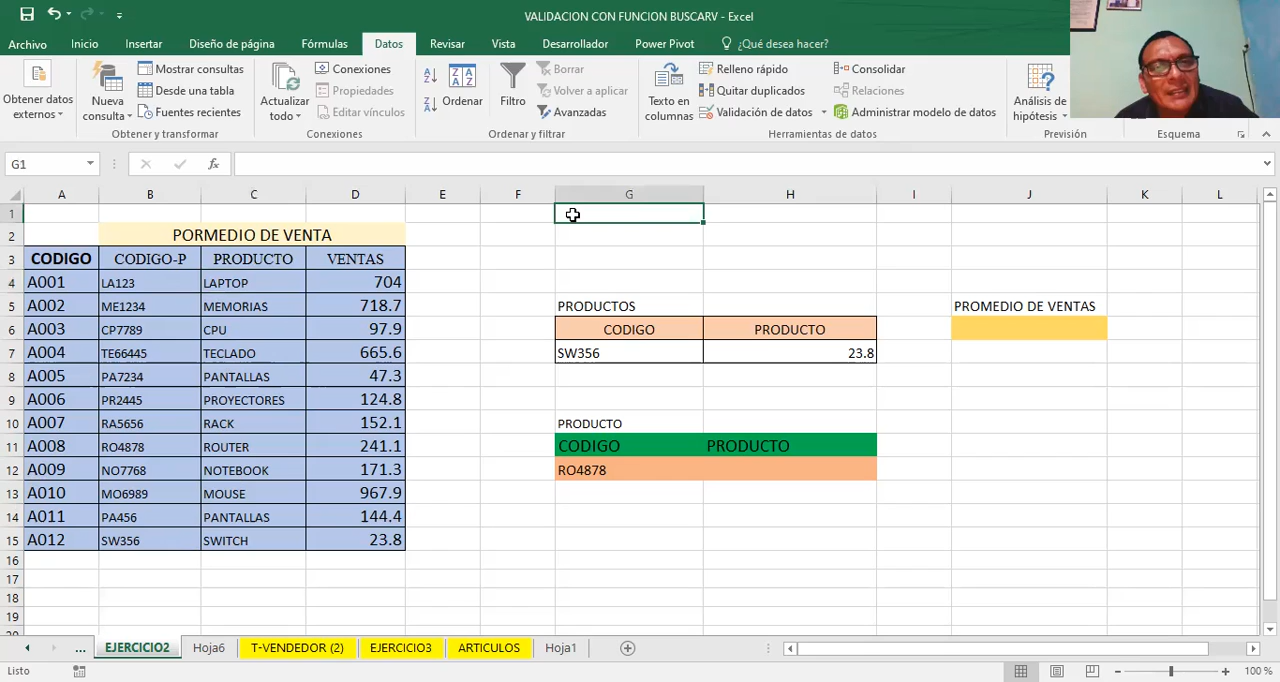 VALIDACION CON FUNCION BUSCARV - Excel
Archivo Inicio Insertar Diseño de página Fórmulas Datos Revisar Vista Desarrollador Power Pivot ¿Qué desea hacer?
Obtener datos externos
Nueva consulta
Mostrar consultas
Desde una tabla
Fuentes recientes
Obtener y transformar
Actualizar todo
Conexiones
Propiedades
Editar vínculos
Conexiones
Ordenar
Filtro
Borrar
Volver a aplicar
Avanzadas
Ordenar y filtrar
Texto en columnas
Relleno rápido
Quitar duplicados
Validación de datos
Consolidar
Relaciones
Administrar modelo de datos
Herramientas de datos
Análisis de hipótesis
Previsión
Esquema
G1 fx
A B C D E F G H I J K L
1
2 PORMEDIO DE VENTA
3 CODIGO CODIGO-P PRODUCTO VENTAS
4 A001 LA123 LAPTOP 704
5 A002 ME1234 MEMORIAS 718.7 PRODUCTOS PROMEDIO DE VENTAS
6 A003 CP7789 CPU 97.9 CODIGO PRODUCTO
7 A004 TE66445 TECLADO 665.6 SW356 23.8
8 A005 PA7234 PANTALLAS 47.3
9 A006 PR2445 PROYECTORES 124.8
10 A007 RA5656 RACK 152.1 PRODUCTO
11 A008 RO4878 ROUTER 241.1 CODIGO PRODUCTO
12 A009 NO7768 NOTEBOOK 171.3 RO4878
13 A010 MO6989 MOUSE 967.9
14 A011 PA456 PANTALLAS 144.4
15 A012 SW356 SWITCH 23.8
16
17
18
19
... EJERCICIO2 Hoja6 T-VENDEDOR (2) EJERCICIO3 ARTICULOS Hoja1
Listo 100 %